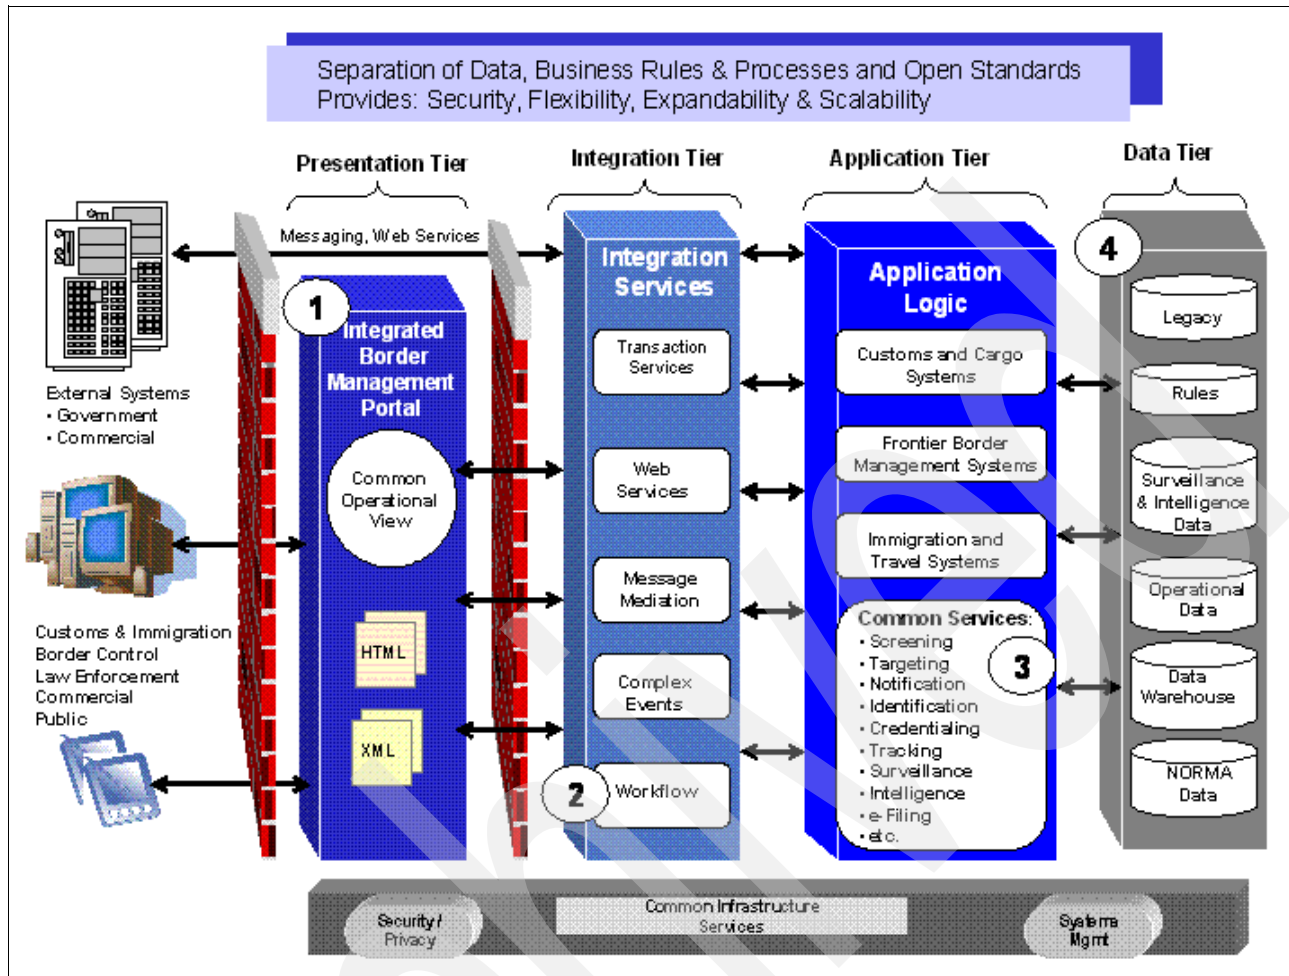 Separation of Data, Business Rules & Processes and Open Standards
Provides: Security, Flexibility, Expandability & Scalability
Presentation Tier
Integration Tier
Application Tier
Data Tier
Messaging, Web Services
External Systems
• Government
• Commercial
Customs & Immigration
Border Control
Law Enforcement
Commercial
Public
1
Integrated
Border
Management
Portal
Common
Operational
View
HTML
XML
Integration
Services
Transaction
Services
Web
Services
Message
Mediation
Complex
Events
2
Workflow
Application
Logic
Customs and Cargo
Systems
Frontier Border
Management Systems
Immigration and
Travel Systems
Common Services:
• Screening
• Targeting
• Notification
• Identification
• Credentialing
• Tracking
• Surveillance
• Intelligence
• e-Filing
• etc.
3
4
Legacy
Rules
Surveillance
& Intelligence
Data
Operational
Data
Data
Warehouse
NORMA
Data
Security /
Privacy
Common Infrastructure
Services
Systems
Mgmt